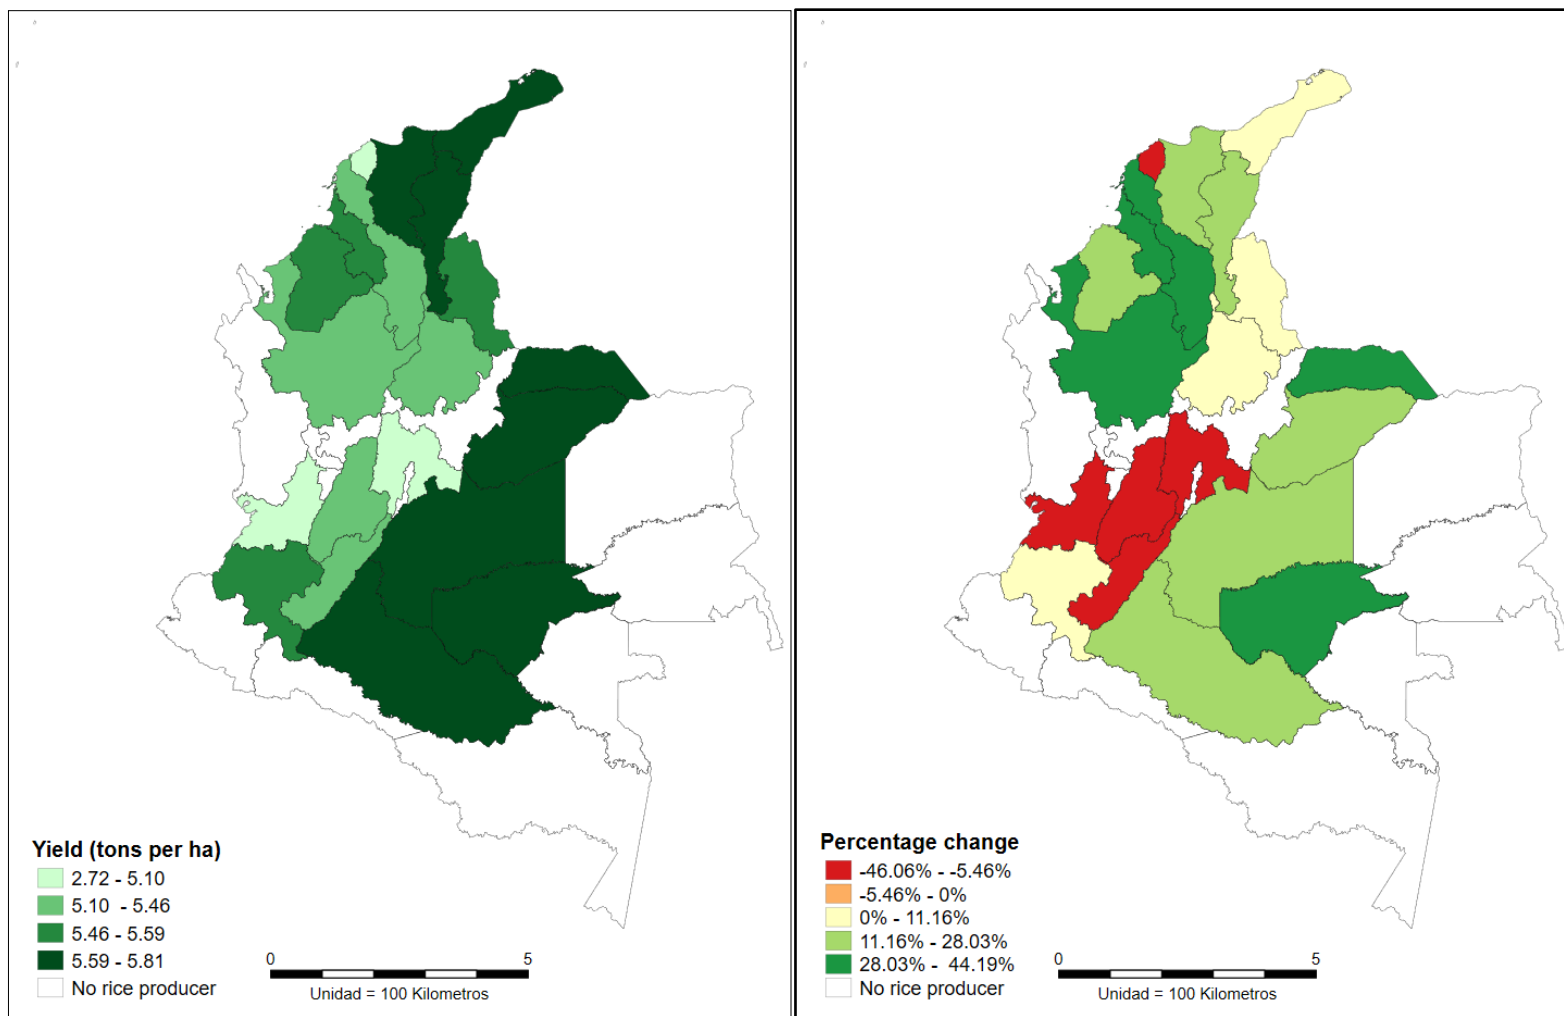 Yield (tons per ha)
2.72 - 5.10
5.10 - 5.46
5.46 - 5.59
5.59 - 5.81
No rice producer
0 5
Unidad = 100 Kilometros
Percentage change
-46.06% - -5.46%
-5.46% - 0%
0% - 11.16%
11.16% - 28.03%
28.03% - 44.19%
No rice producer
0 5
Unidad = 100 Kilometros